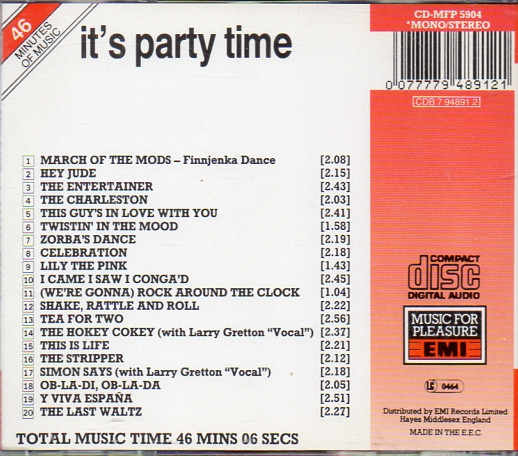 46
MINUTES
OF MUSIC
it's party time
CD-MFP 5904
*MONO/STEREO
0 077779 489121
CDB 7 94891 2
1 MARCH OF THE MODS – Finnjenka Dance [2.08]
2 HEY JUDE [2.15]
3 THE ENTERTAINER [2.43]
4 THE CHARLESTON [2.03]
5 THIS GUY'S IN LOVE WITH YOU [2.41]
6 TWISTIN' IN THE MOOD [1.58]
7 ZORBA'S DANCE [2.19]
8 CELEBRATION [2.18]
9 LILY THE PINK [1.43]
10 I CAME I SAW I CONGA'D [2.45]
11 (WE'RE GONNA) ROCK AROUND THE CLOCK [1.04]
12 SHAKE, RATTLE AND ROLL [2.22]
13 TEA FOR TWO [2.56]
14 THE HOKEY COKEY (with Larry Gretton "Vocal") [2.37]
15 THIS IS LIFE [2.21]
16 THE STRIPPER [2.12]
17 SIMON SAYS (with Larry Gretton "Vocal") [2.18]
18 OB-LA-DI, OB-LA-DA [2.05]
19 Y VIVA ESPAÑA [2.51]
20 THE LAST WALTZ [2.27]
TOTAL MUSIC TIME 46 MINS 06 SECS
COMPACT
disc
DIGITAL AUDIO
MUSIC FOR
PLEASURE
EMI
LC 0464
Distributed by EMI Records Limited
Hayes Middlesex England
MADE IN THE E.E.C.